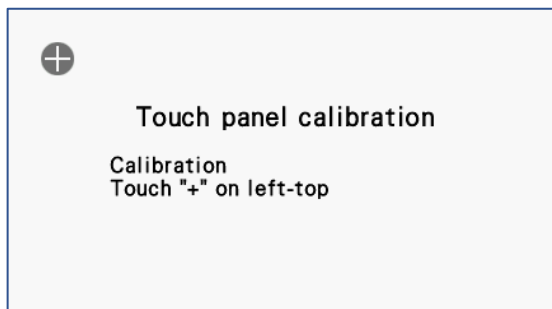 Touch panel calibration
Calibration
Touch "+" on left-top